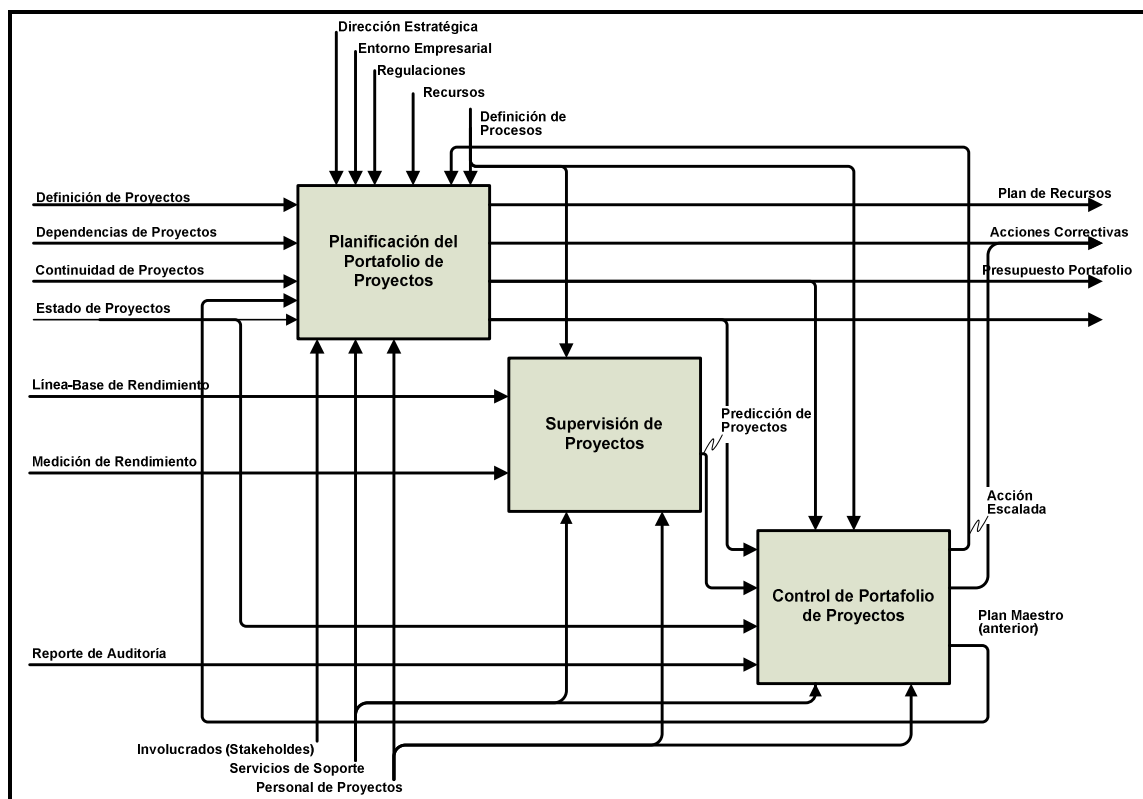 Dirección Estratégica
Entorno Empresarial
Regulaciones
Recursos
Definición de
Procesos
Definición de Proyectos
Dependencias de Proyectos
Continuidad de Proyectos
Estado de Proyectos
Planificación del
Portafolio de
Proyectos
Plan de Recursos
Acciones Correctivas
Presupuesto Portafolio
Línea-Base de Rendimiento
Medición de Rendimiento
Supervisión de
Proyectos
Predicción de
Proyectos
Acción
Escalada
Control de Portafolio
de Proyectos
Plan Maestro
(anterior)
Reporte de Auditoría
Involucrados (Stakeholdes)
Servicios de Soporte
Personal de Proyectos